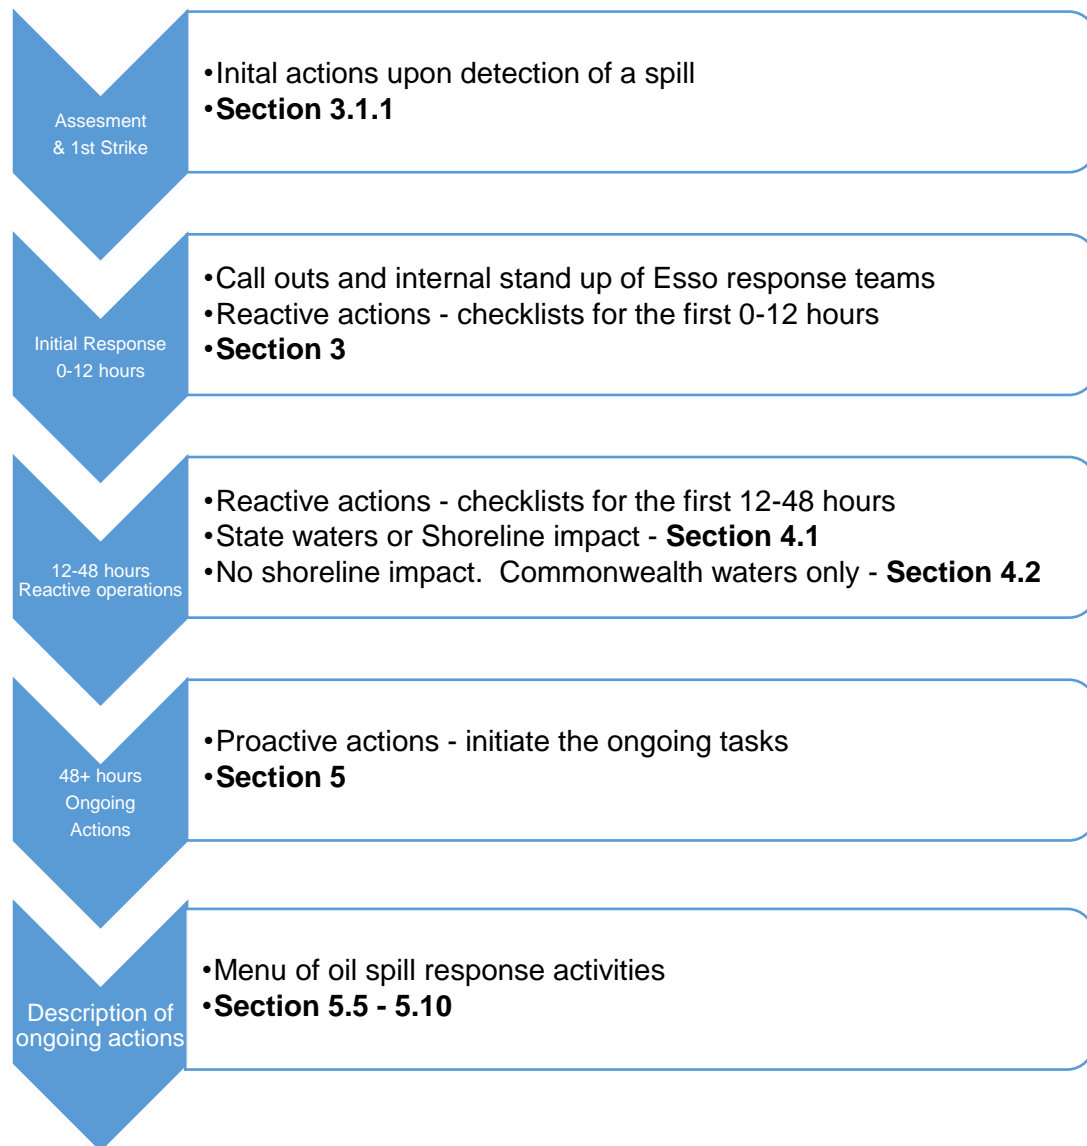 Assesment
& 1st Strike
•Inital actions upon detection of a spill
•Section 3.1.1
Initial Response
0-12 hours
•Call outs and internal stand up of Esso response teams
•Reactive actions - checklists for the first 0-12 hours
•Section 3
12-48 hours
Reactive operations
•Reactive actions - checklists for the first 12-48 hours
•State waters or Shoreline impact - Section 4.1
•No shoreline impact.  Commonwealth waters only - Section 4.2
48+ hours
Ongoing
Actions
•Proactive actions - initiate the ongoing tasks
•Section 5
Description of
ongoing actions
•Menu of oil spill response activities
•Section 5.5 - 5.10